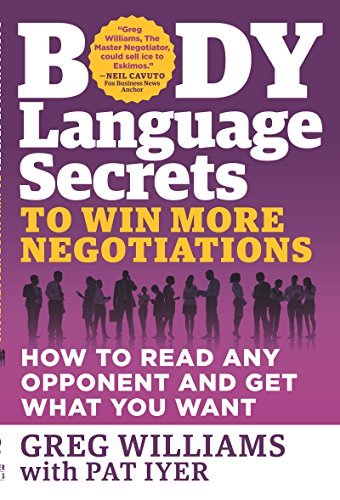 BODY
"Greg
Williams, The
Master Negotiator,
could sell ice to
Eskimos."
—NEIL CAVUTO
Fox Business News
Anchor
Language
Secrets
TO WIN MORE
NEGOTIATIONS
HOW TO READ ANY
OPPONENT AND GET
WHAT YOU WANT
GREG WILLIAMS
with PAT IYER